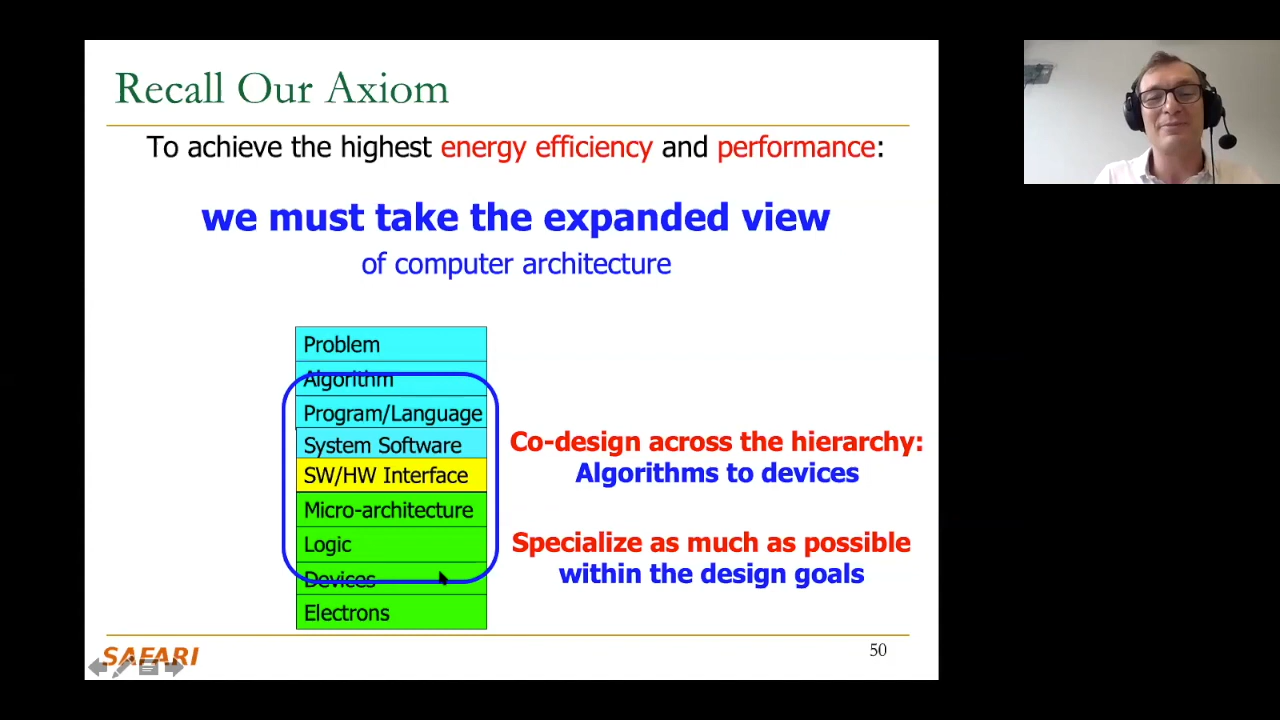 Recall Our Axiom
To achieve the highest energy efficiency and performance:
we must take the expanded view
of computer architecture
Problem
Algorithm
Program/Language
System Software
SW/HW Interface
Micro-architecture
Logic
Devices
Electrons
Co-design across the hierarchy:
Algorithms to devices
Specialize as much as possible
within the design goals
SAFARI
50